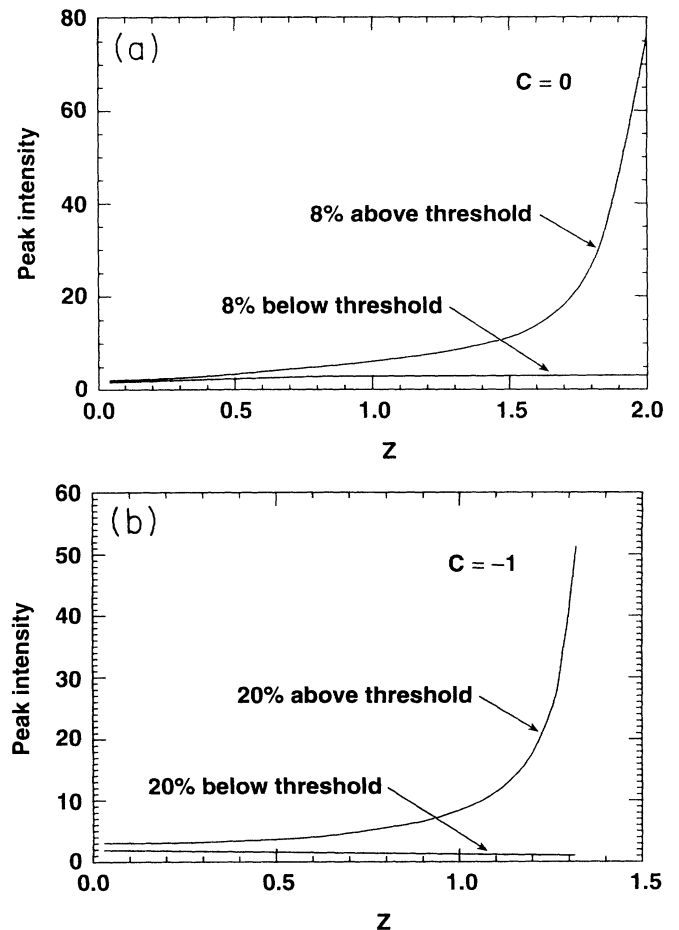 (a)
C = 0
8% above threshold
8% below threshold
Peak intensity
80
60
40
20
0
0.0 0.5 1.0 1.5 2.0
z
(b)
C = −1
20% above threshold
20% below threshold
Peak intensity
60
50
40
30
20
10
0
0.0 0.5 1.0 1.5
z